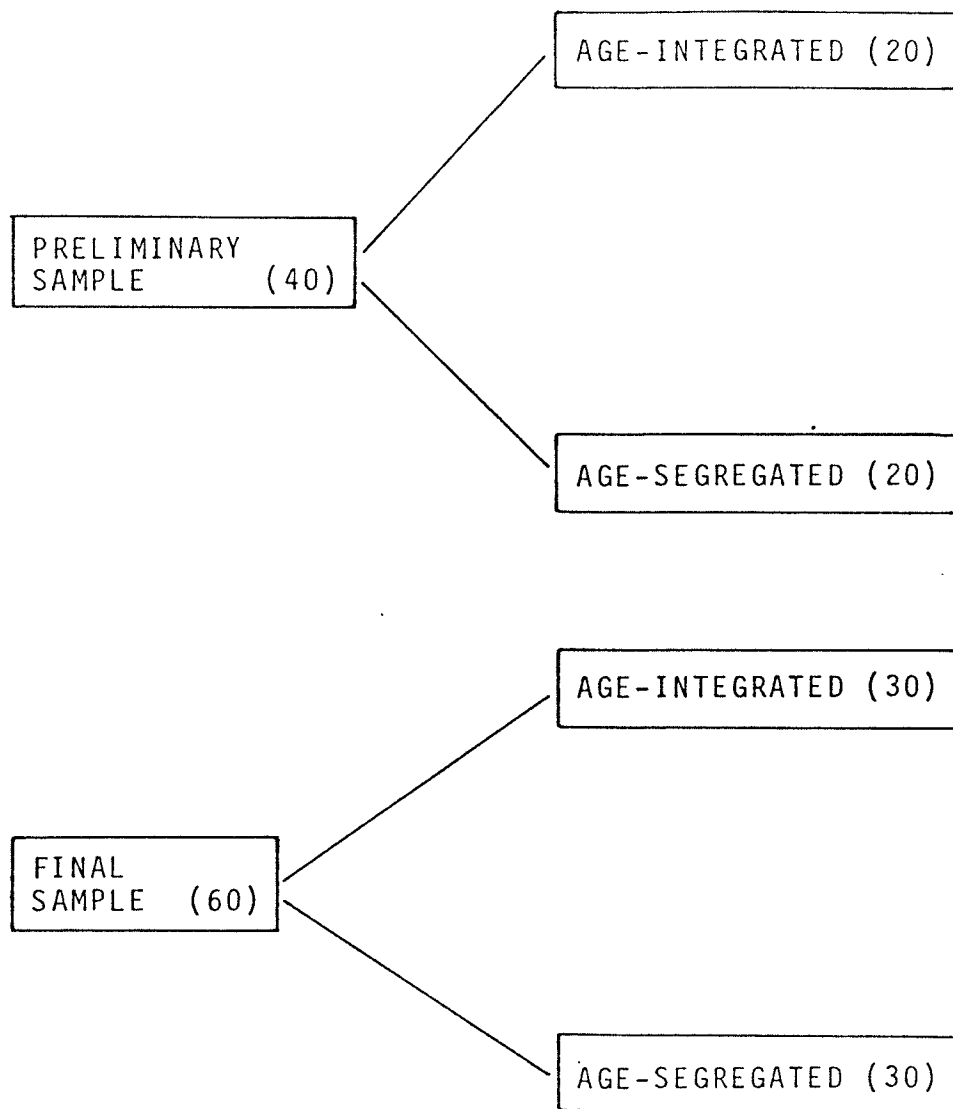 AGE-INTEGRATED (20)
PRELIMINARY
SAMPLE (40)
AGE-SEGREGATED (20)
AGE-INTEGRATED (30)
FINAL
SAMPLE (60)
AGE-SEGREGATED (30)